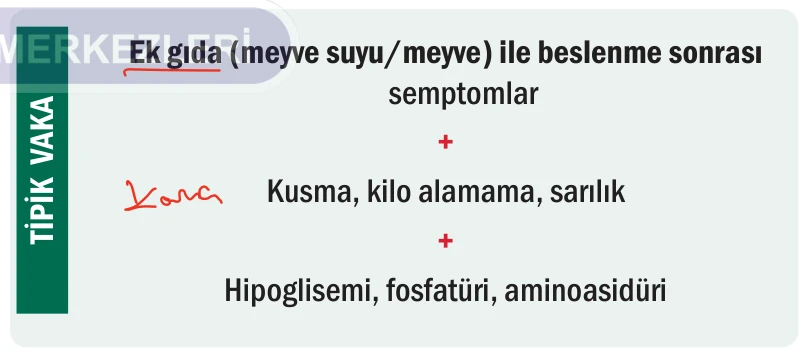 MERKEZLERİ
Ek gıda (meyve suyu/meyve) ile beslenme sonrası
semptomlar
+
Kusma, kilo alamama, sarılık
+
Hipoglisemi, fosfatüri, aminoasidüri
TİPİK VAKA